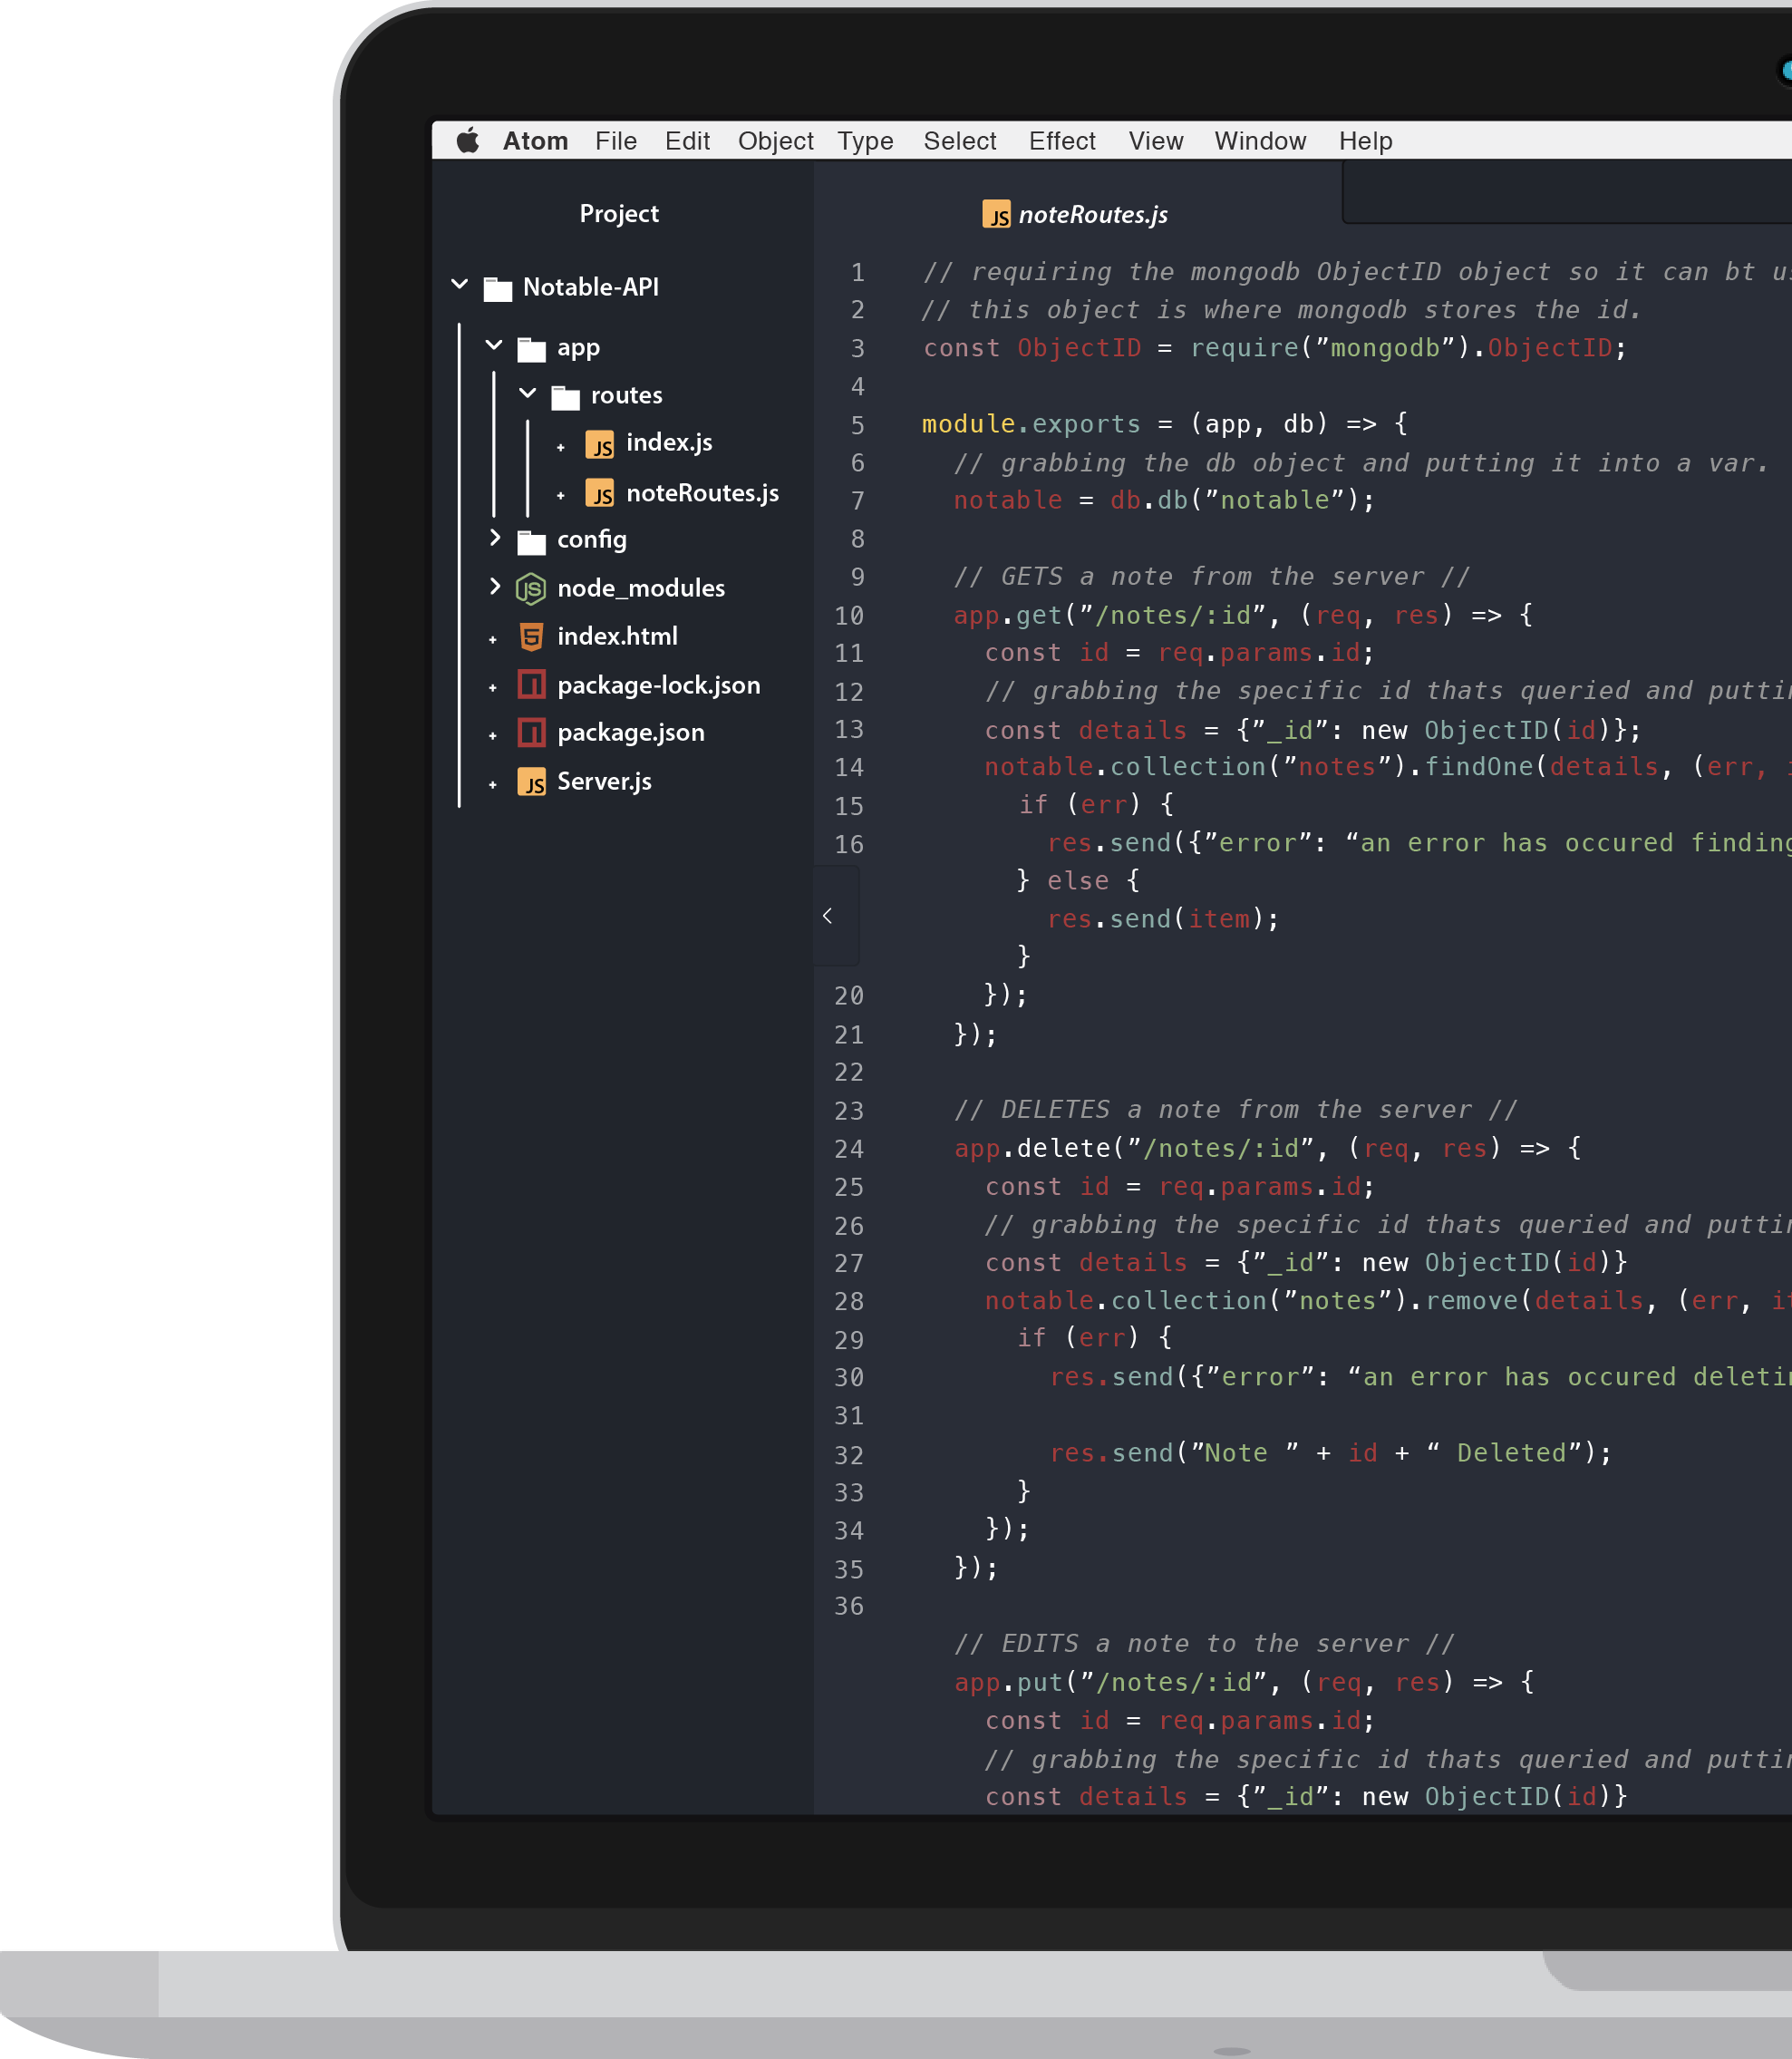 Atom File Edit Object Type Select Effect View Window Help
Project
Notable-API
app
routes
JS index.js
JS noteRoutes.js
config
JS node_modules
5 index.html
package-lock.json
package.json
JS Server.js
JS noteRoutes.js
1 // requiring the mongodb ObjectID object so it can bt
2 // this object is where mongodb stores the id.
3 const ObjectID = require(”mongodb”).ObjectID;
4
5 module.exports = (app, db) => {
6 // grabbing the db object and putting it into a var.
7 notable = db.db(”notable”);
8
9 // GETS a note from the server //
10 app.get(”/notes/:id”, (req, res) => {
11 const id = req.params.id;
12 // grabbing the specific id thats queried and
13 const details = {”_id”: new ObjectID(id)};
14 notable.collection(”notes”).findOne(details, (err,
15 if (err) {
16 res.send({”error”: “an error has occured finding
} else {
res.send(item);
}
20 });
21 });
22
23 // DELETES a note from the server //
24 app.delete(”/notes/:id”, (req, res) => {
25 const id = req.params.id;
26 // grabbing the specific id thats queried and
27 const details = {”_id”: new ObjectID(id)}
28 notable.collection(”notes”).remove(details, (err,
29 if (err) {
30 res.send({”error”: “an error has occured
31
32 res.send(”Note ” + id + “ Deleted”);
33 }
34 });
35 });
36
// EDITS a note to the server //
app.put(”/notes/:id”, (req, res) => {
const id = req.params.id;
// grabbing the specific id thats queried and
const details = {”_id”: new ObjectID(id)}